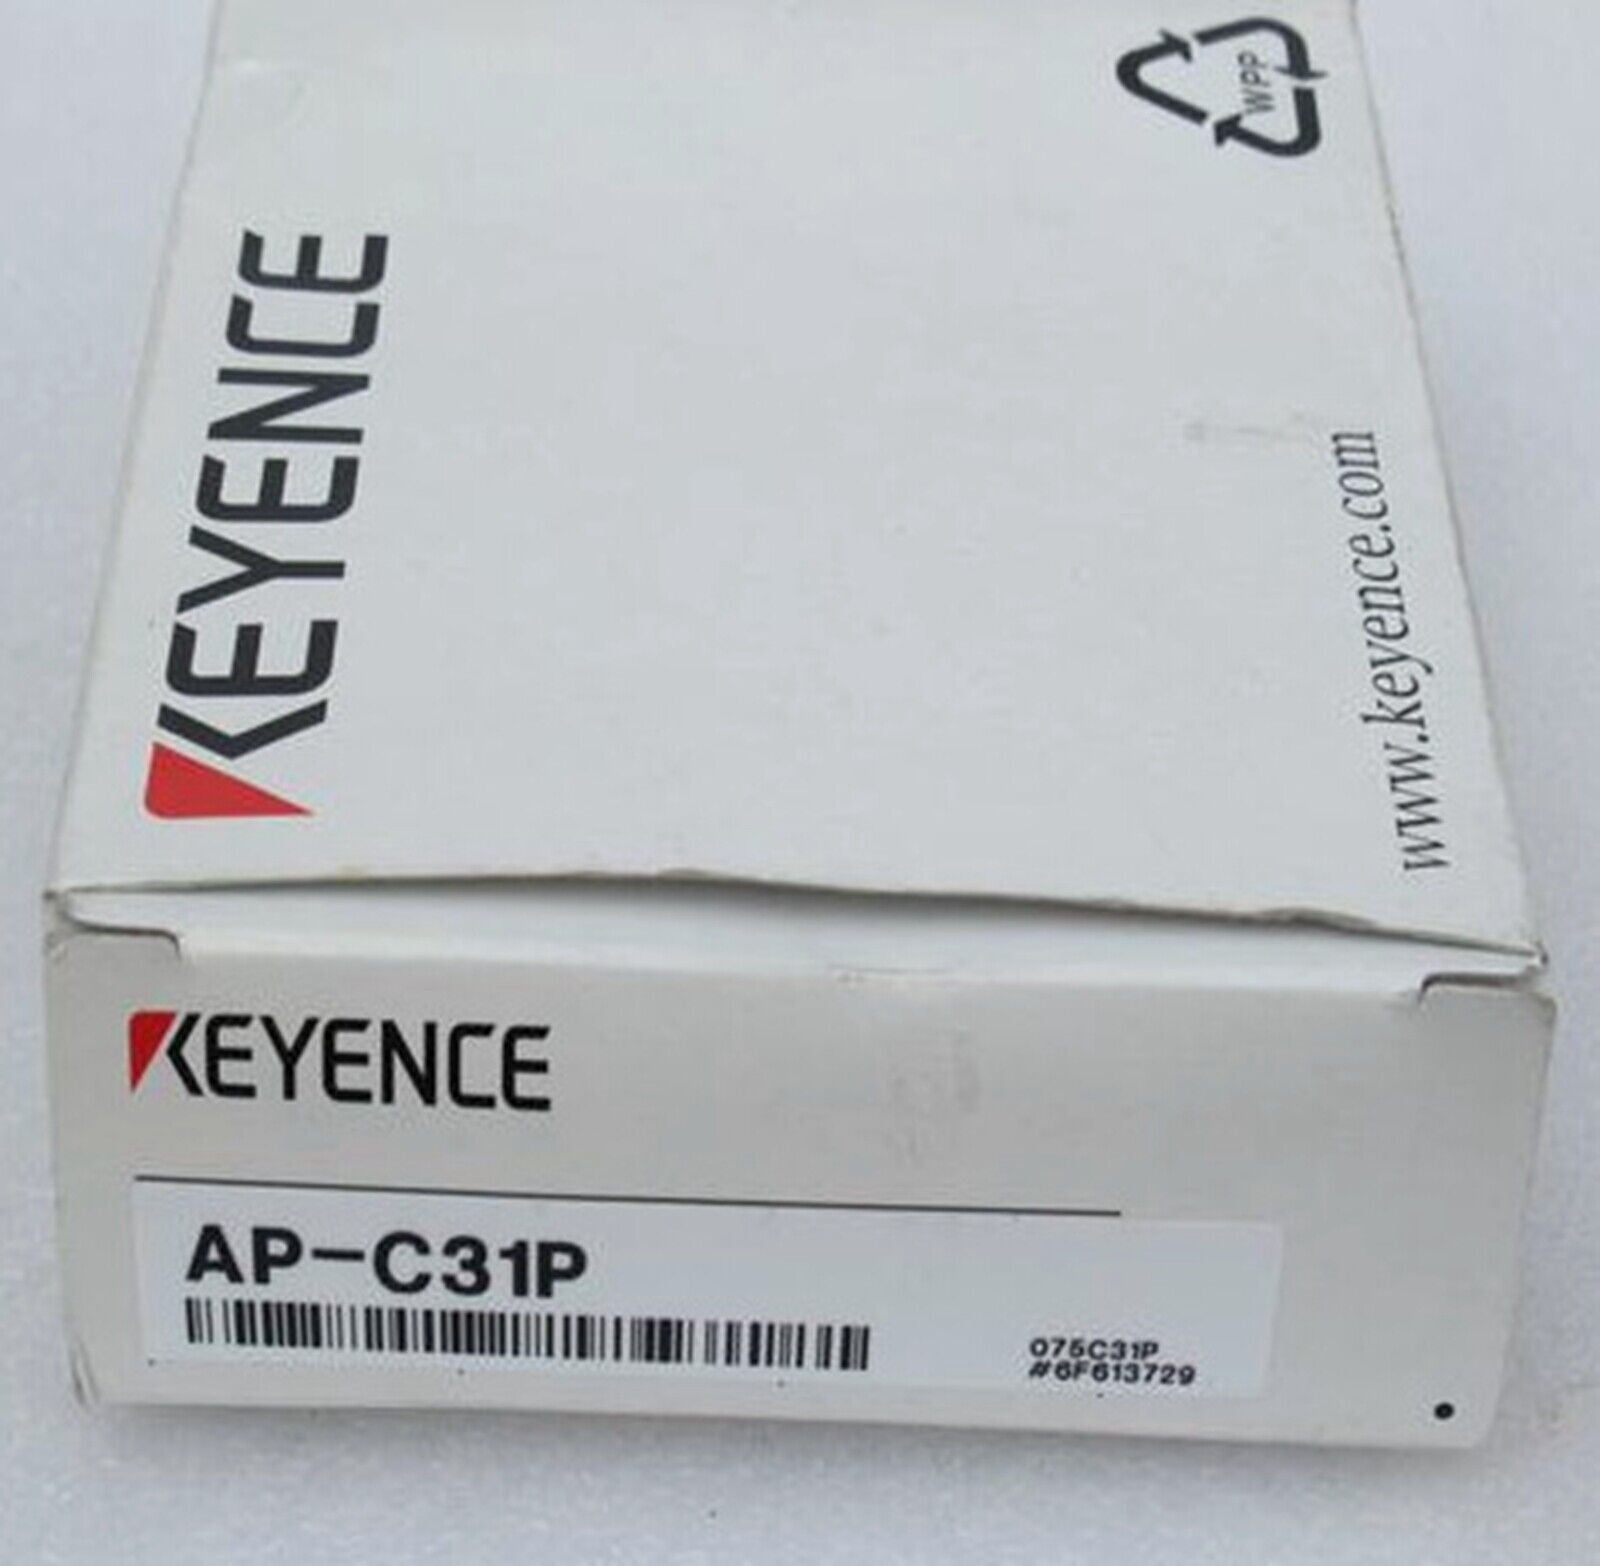 WPP
KEYENCE
www.keyence.com
KEYENCE
AP-C31P
075C31P
#6F613729